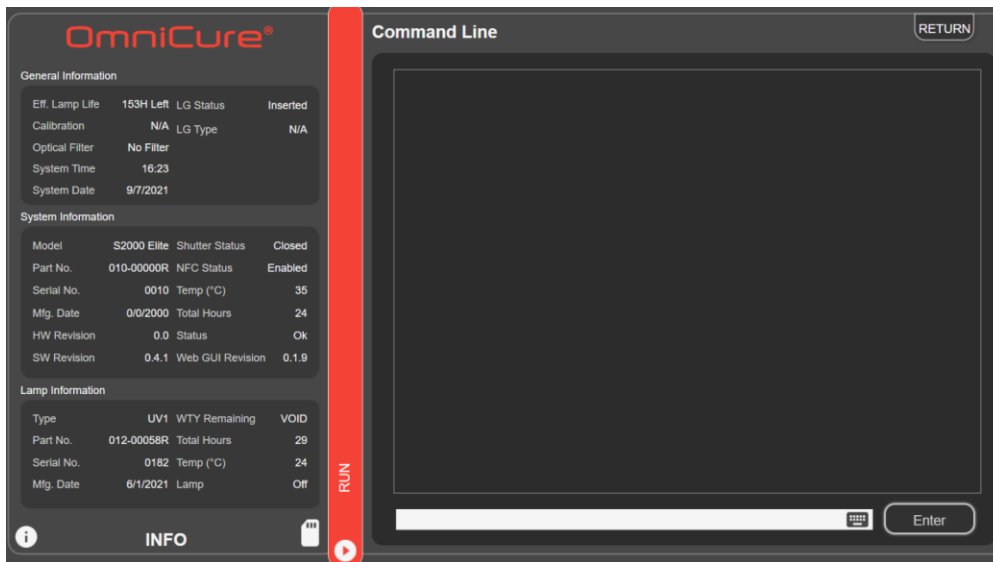 OmniCure®
General Information
Eff. Lamp Life 153H Left LG Status Inserted
Calibration N/A LG Type N/A
Optical Filter No Filter
System Time 16:23
System Date 9/7/2021
System Information
Model S2000 Elite Shutter Status Closed
Part No. 010-00000R NFC Status Enabled
Serial No. 0010 Temp (°C) 35
Mfg. Date 0/0/2000 Total Hours 24
HW Revision 0.0 Status Ok
SW Revision 0.4.1 Web GUI Revision 0.1.9
Lamp Information
Type UV1 WTY Remaining VOID
Part No. 012-00058R Total Hours 29
Serial No. 0182 Temp (°C) 24
Mfg. Date 6/1/2021 Lamp Off
INFO
RUN
Command Line
RETURN
Enter